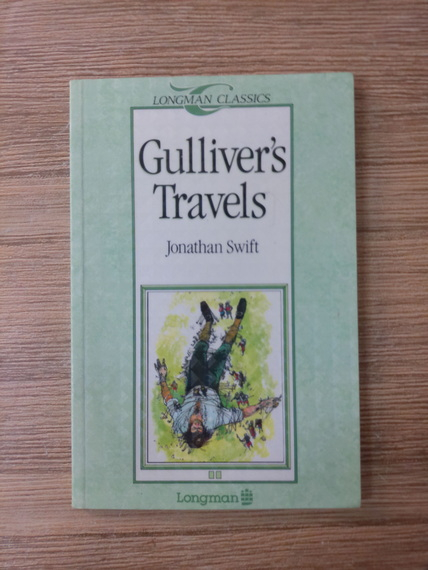 LONGMAN CLASSICS
Gulliver's
Travels
Jonathan Swift
Longman